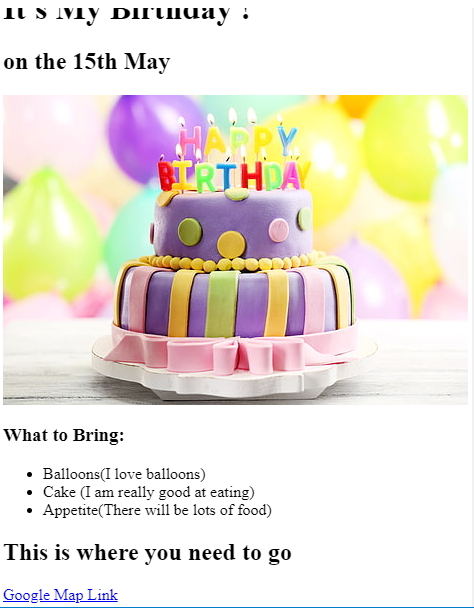 It's My Birthday !
on the 15th May
HAPPY
BIRTHDAY
What to Bring:
Balloons(I love balloons)
Cake (I am really good at eating)
Appetite(There will be lots of food)
This is where you need to go
Google Map Link